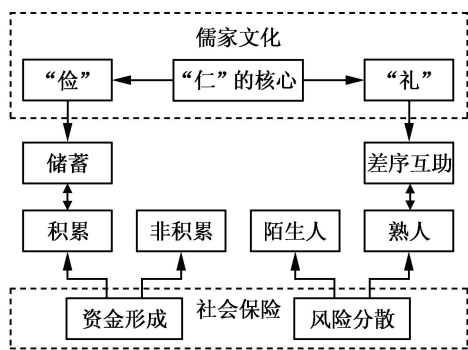 儒家文化
“俭”
“仁”的核心
“礼”
储蓄
差序互助
积累
非积累
陌生人
熟人
社会保险
资金形成
风险分散